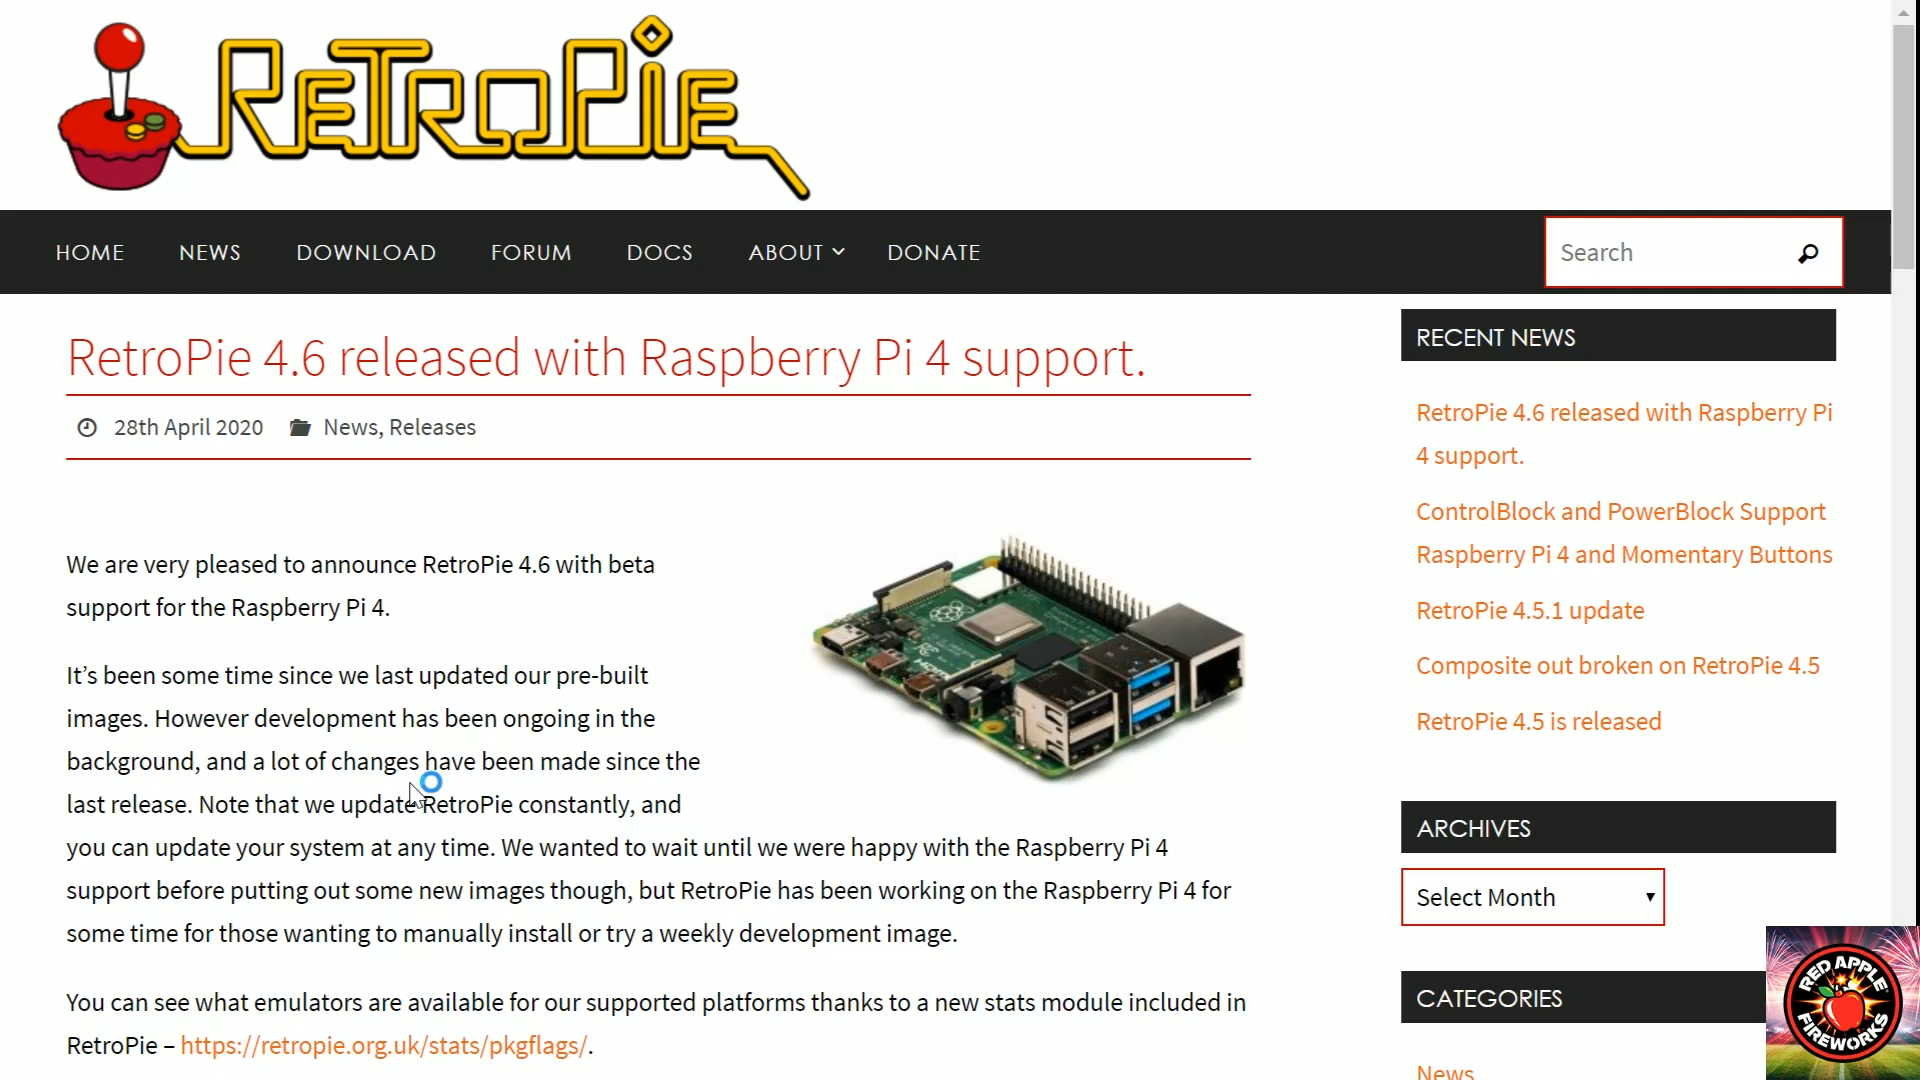 RETROPIE
HOME NEWS DOWNLOAD FORUM DOCS ABOUT DONATE Search
RetroPie 4.6 released with Raspberry Pi 4 support.
28th April 2020 News, Releases
We are very pleased to announce RetroPie 4.6 with beta
support for the Raspberry Pi 4.
It’s been some time since we last updated our pre-built
images. However development has been ongoing in the
background, and a lot of changes have been made since the
last release. Note that we update RetroPie constantly, and
you can update your system at any time. We wanted to wait until we were happy with the Raspberry Pi 4
support before putting out some new images though, but RetroPie has been working on the Raspberry Pi 4 for
some time for those wanting to manually install or try a weekly development image.
You can see what emulators are available for our supported platforms thanks to a new stats module included in
RetroPie – https://retropie.org.uk/stats/pkgflags/.
RECENT NEWS
RetroPie 4.6 released with Raspberry Pi
4 support.
ControlBlock and PowerBlock Support
Raspberry Pi 4 and Momentary Buttons
RetroPie 4.5.1 update
Composite out broken on RetroPie 4.5
RetroPie 4.5 is released
ARCHIVES
Select Month
CATEGORIES
News
RED APPLE
FIREWORKS